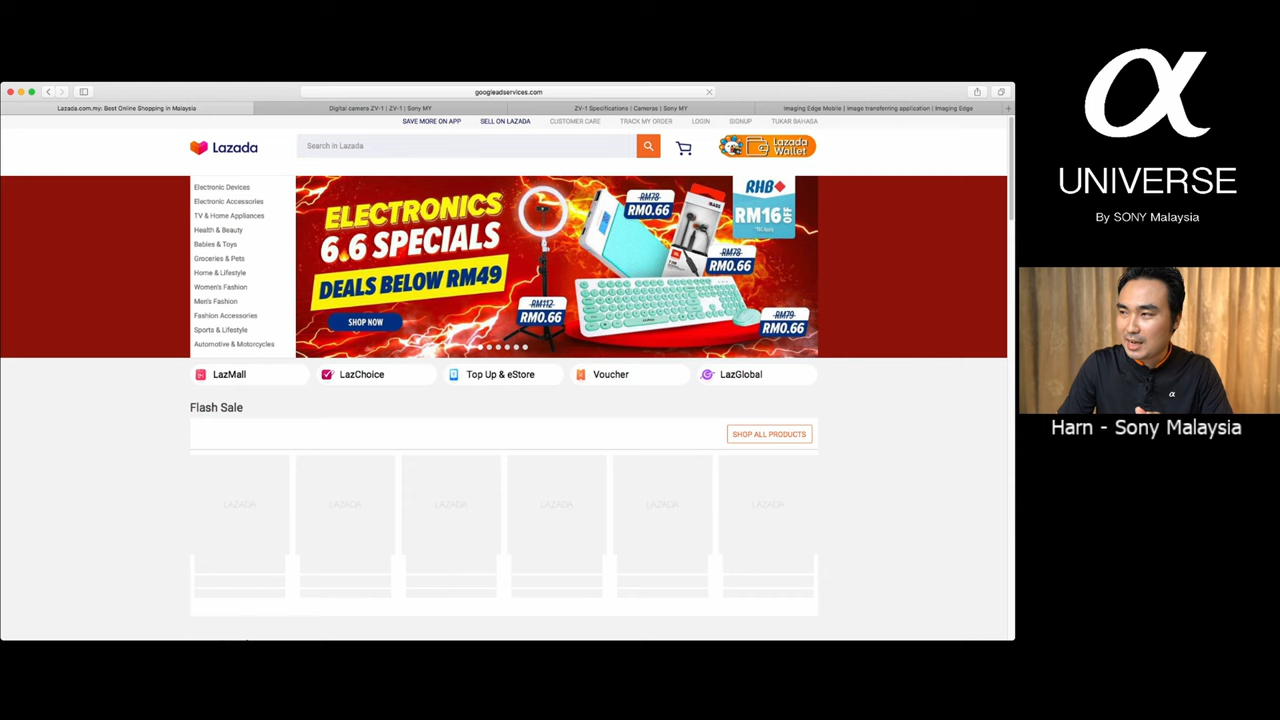 googleadservices.com
Lazada.com.my: Best Online Shopping in Malaysia
Digital camera ZV-1 | ZV-1 | Sony MY
ZV-1 Specifications | Cameras | Sony MY
Imaging Edge Mobile | Image transferring application | Imaging Edge
SAVE MORE ON APP
SELL ON LAZADA
CUSTOMER CARE
TRACK MY ORDER
LOGIN
SIGNUP
TUKAR BAHASA
Lazada
Search in Lazada
Lazada
Wallet
Electronic Devices
Electronic Accessories
TV & Home Appliances
Health & Beauty
Babies & Toys
Groceries & Pets
Home & Lifestyle
Women's Fashion
Men's Fashion
Fashion Accessories
Sports & Lifestyle
Automotive & Motorcycles
ELECTRONICS
6.6 SPECIALS
DEALS BELOW RM49
SHOP NOW
RM112
RM0.66
RM78
RM0.66
RM78
RM0.66
RM79
RM0.66
RHB
RM16 OFF
LazMall
LazChoice
Top Up & eStore
Voucher
LazGlobal
Flash Sale
SHOP ALL PRODUCTS
LAZADA
LAZADA
LAZADA
LAZADA
LAZADA
LAZADA
α
UNIVERSE
By SONY Malaysia
α
Harn - Sony Malaysia